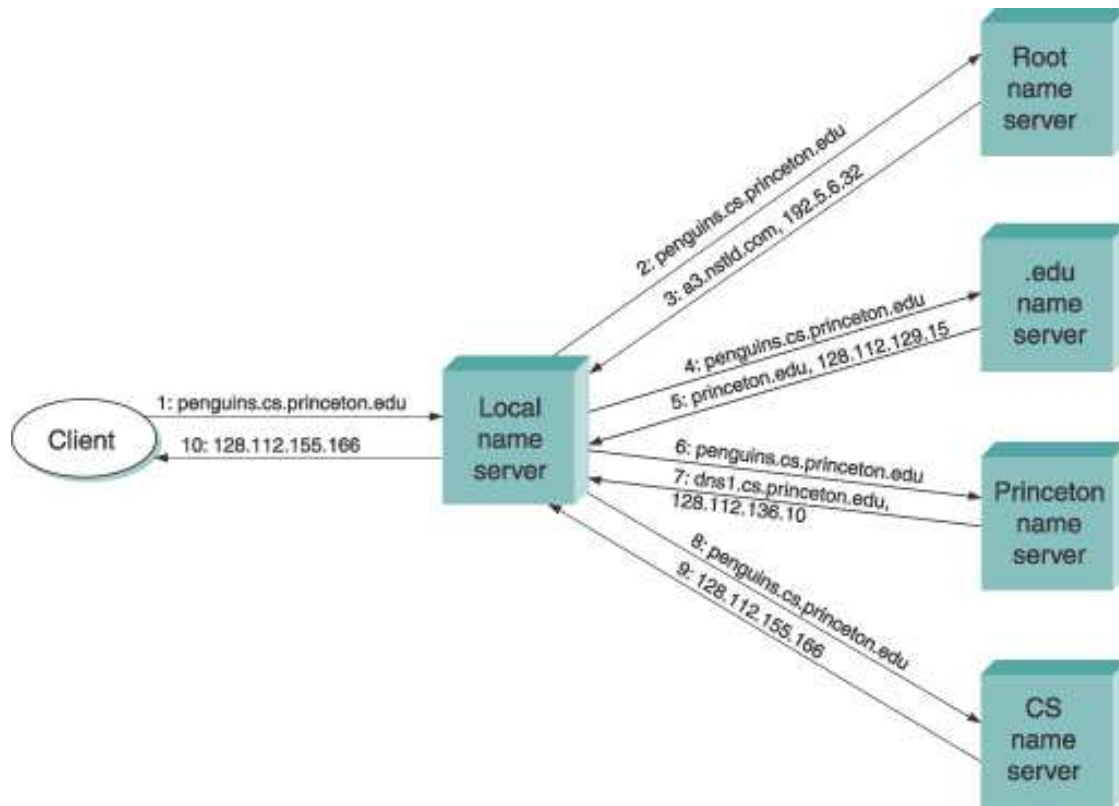 Root
name
server
2: penguins.cs.princeton.edu
3: a3.nstld.com, 192.5.6.32
.edu
name
server
4: penguins.cs.princeton.edu
5: princeton.edu, 128.112.129.15
1: penguins.cs.princeton.edu
Client
10: 128.112.155.166
Local
name
server
6: penguins.cs.princeton.edu
7: dns1.cs.princeton.edu,
128.112.136.10
Princeton
name
server
8: penguins.cs.princeton.edu
9: 128.112.155.166
CS
name
server